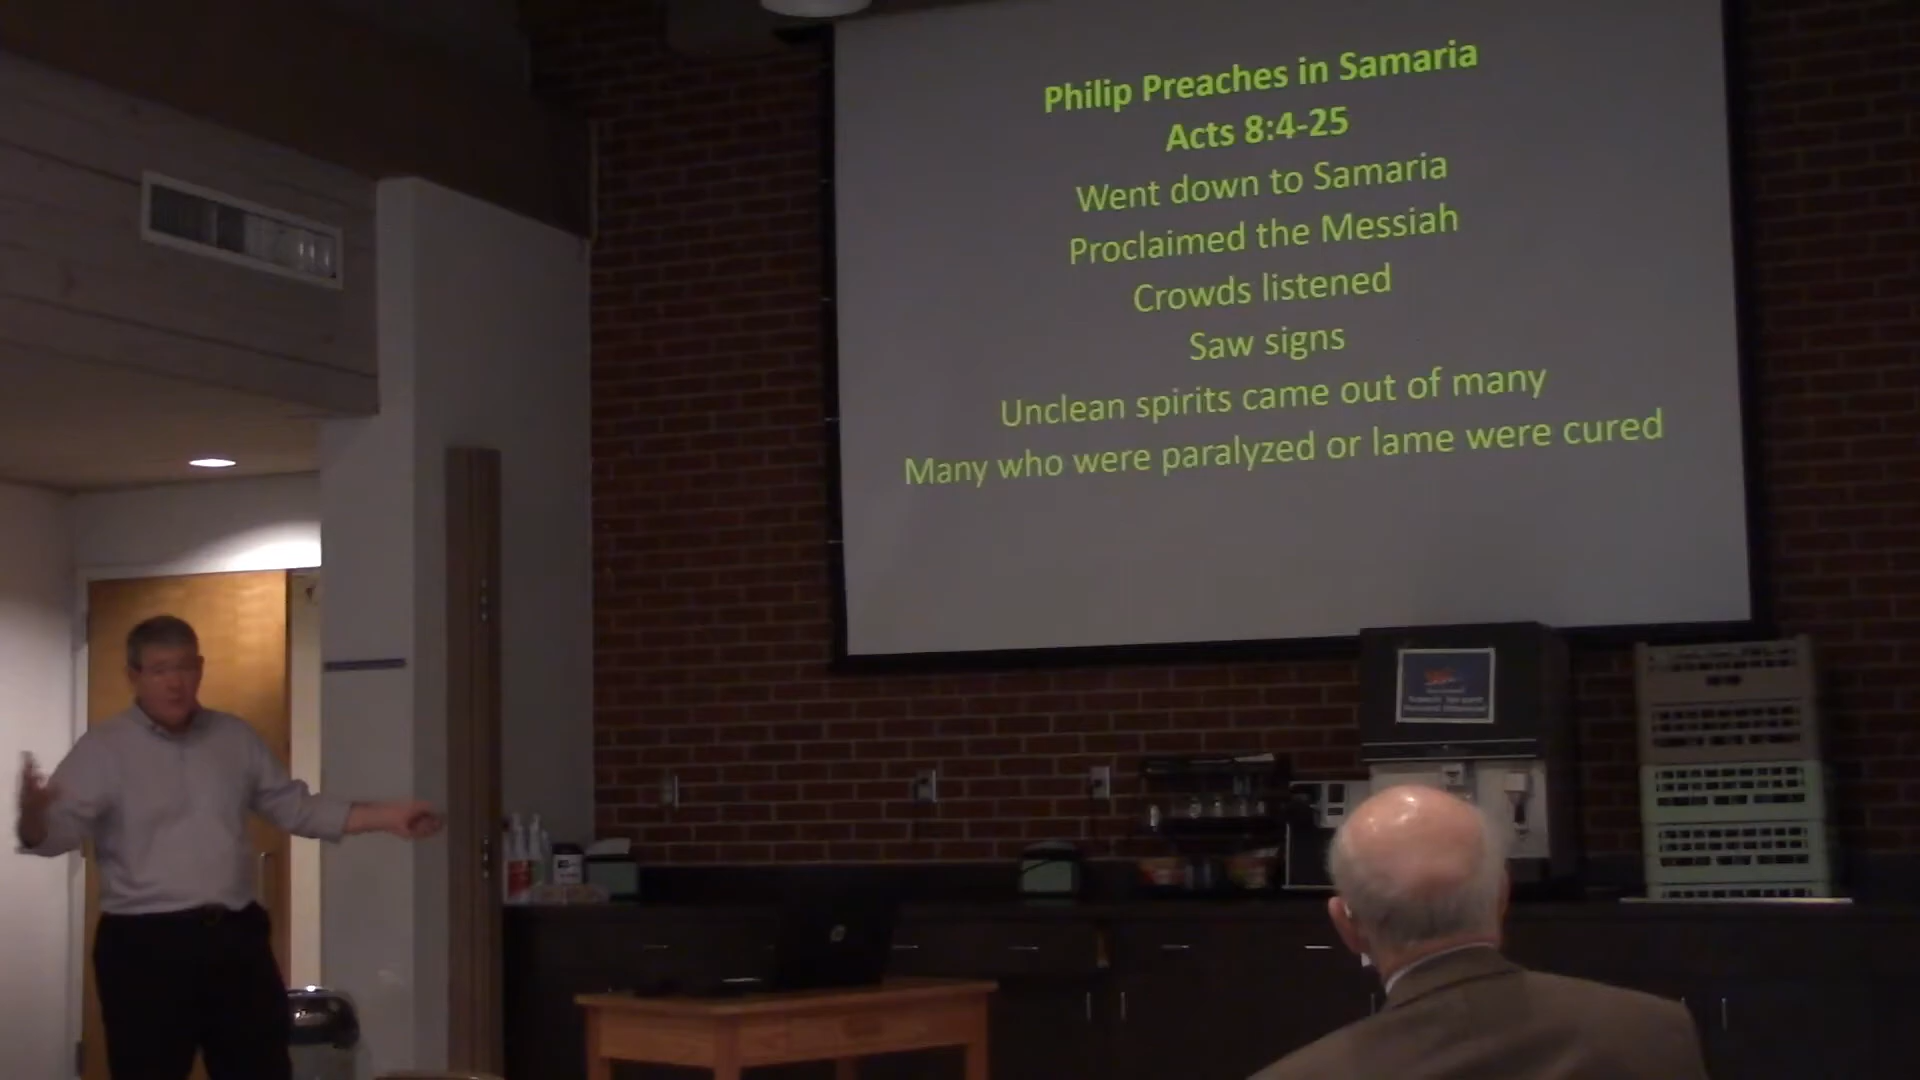 Philip Preaches in Samaria
Acts 8:4-25
Went down to Samaria
Proclaimed the Messiah
Crowds listened
Saw signs
Unclean spirits came out of many
Many who were paralyzed or lame were cured